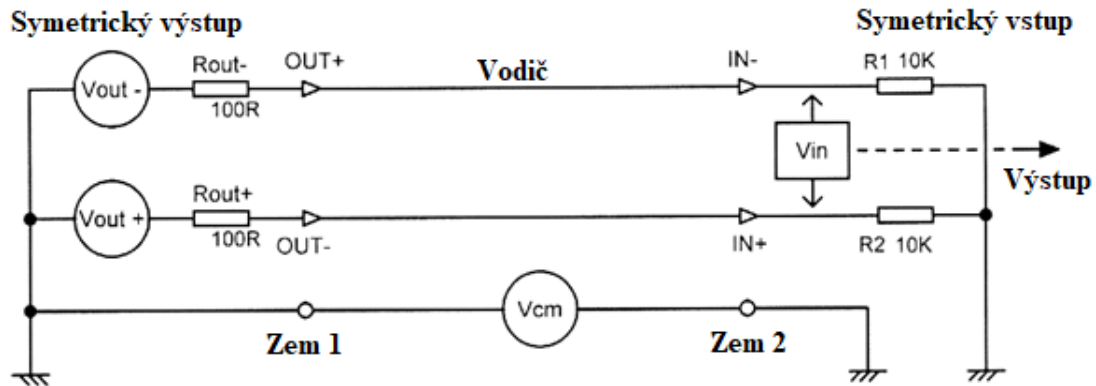 Symetrický výstup
Symetrický vstup
Vout -
Rout-
100R
OUT+
Vodič
IN-
R1 10K
Vin
Výstup
Vout +
Rout+
100R
OUT-
IN+
R2 10K
Vcm
Zem 1
Zem 2